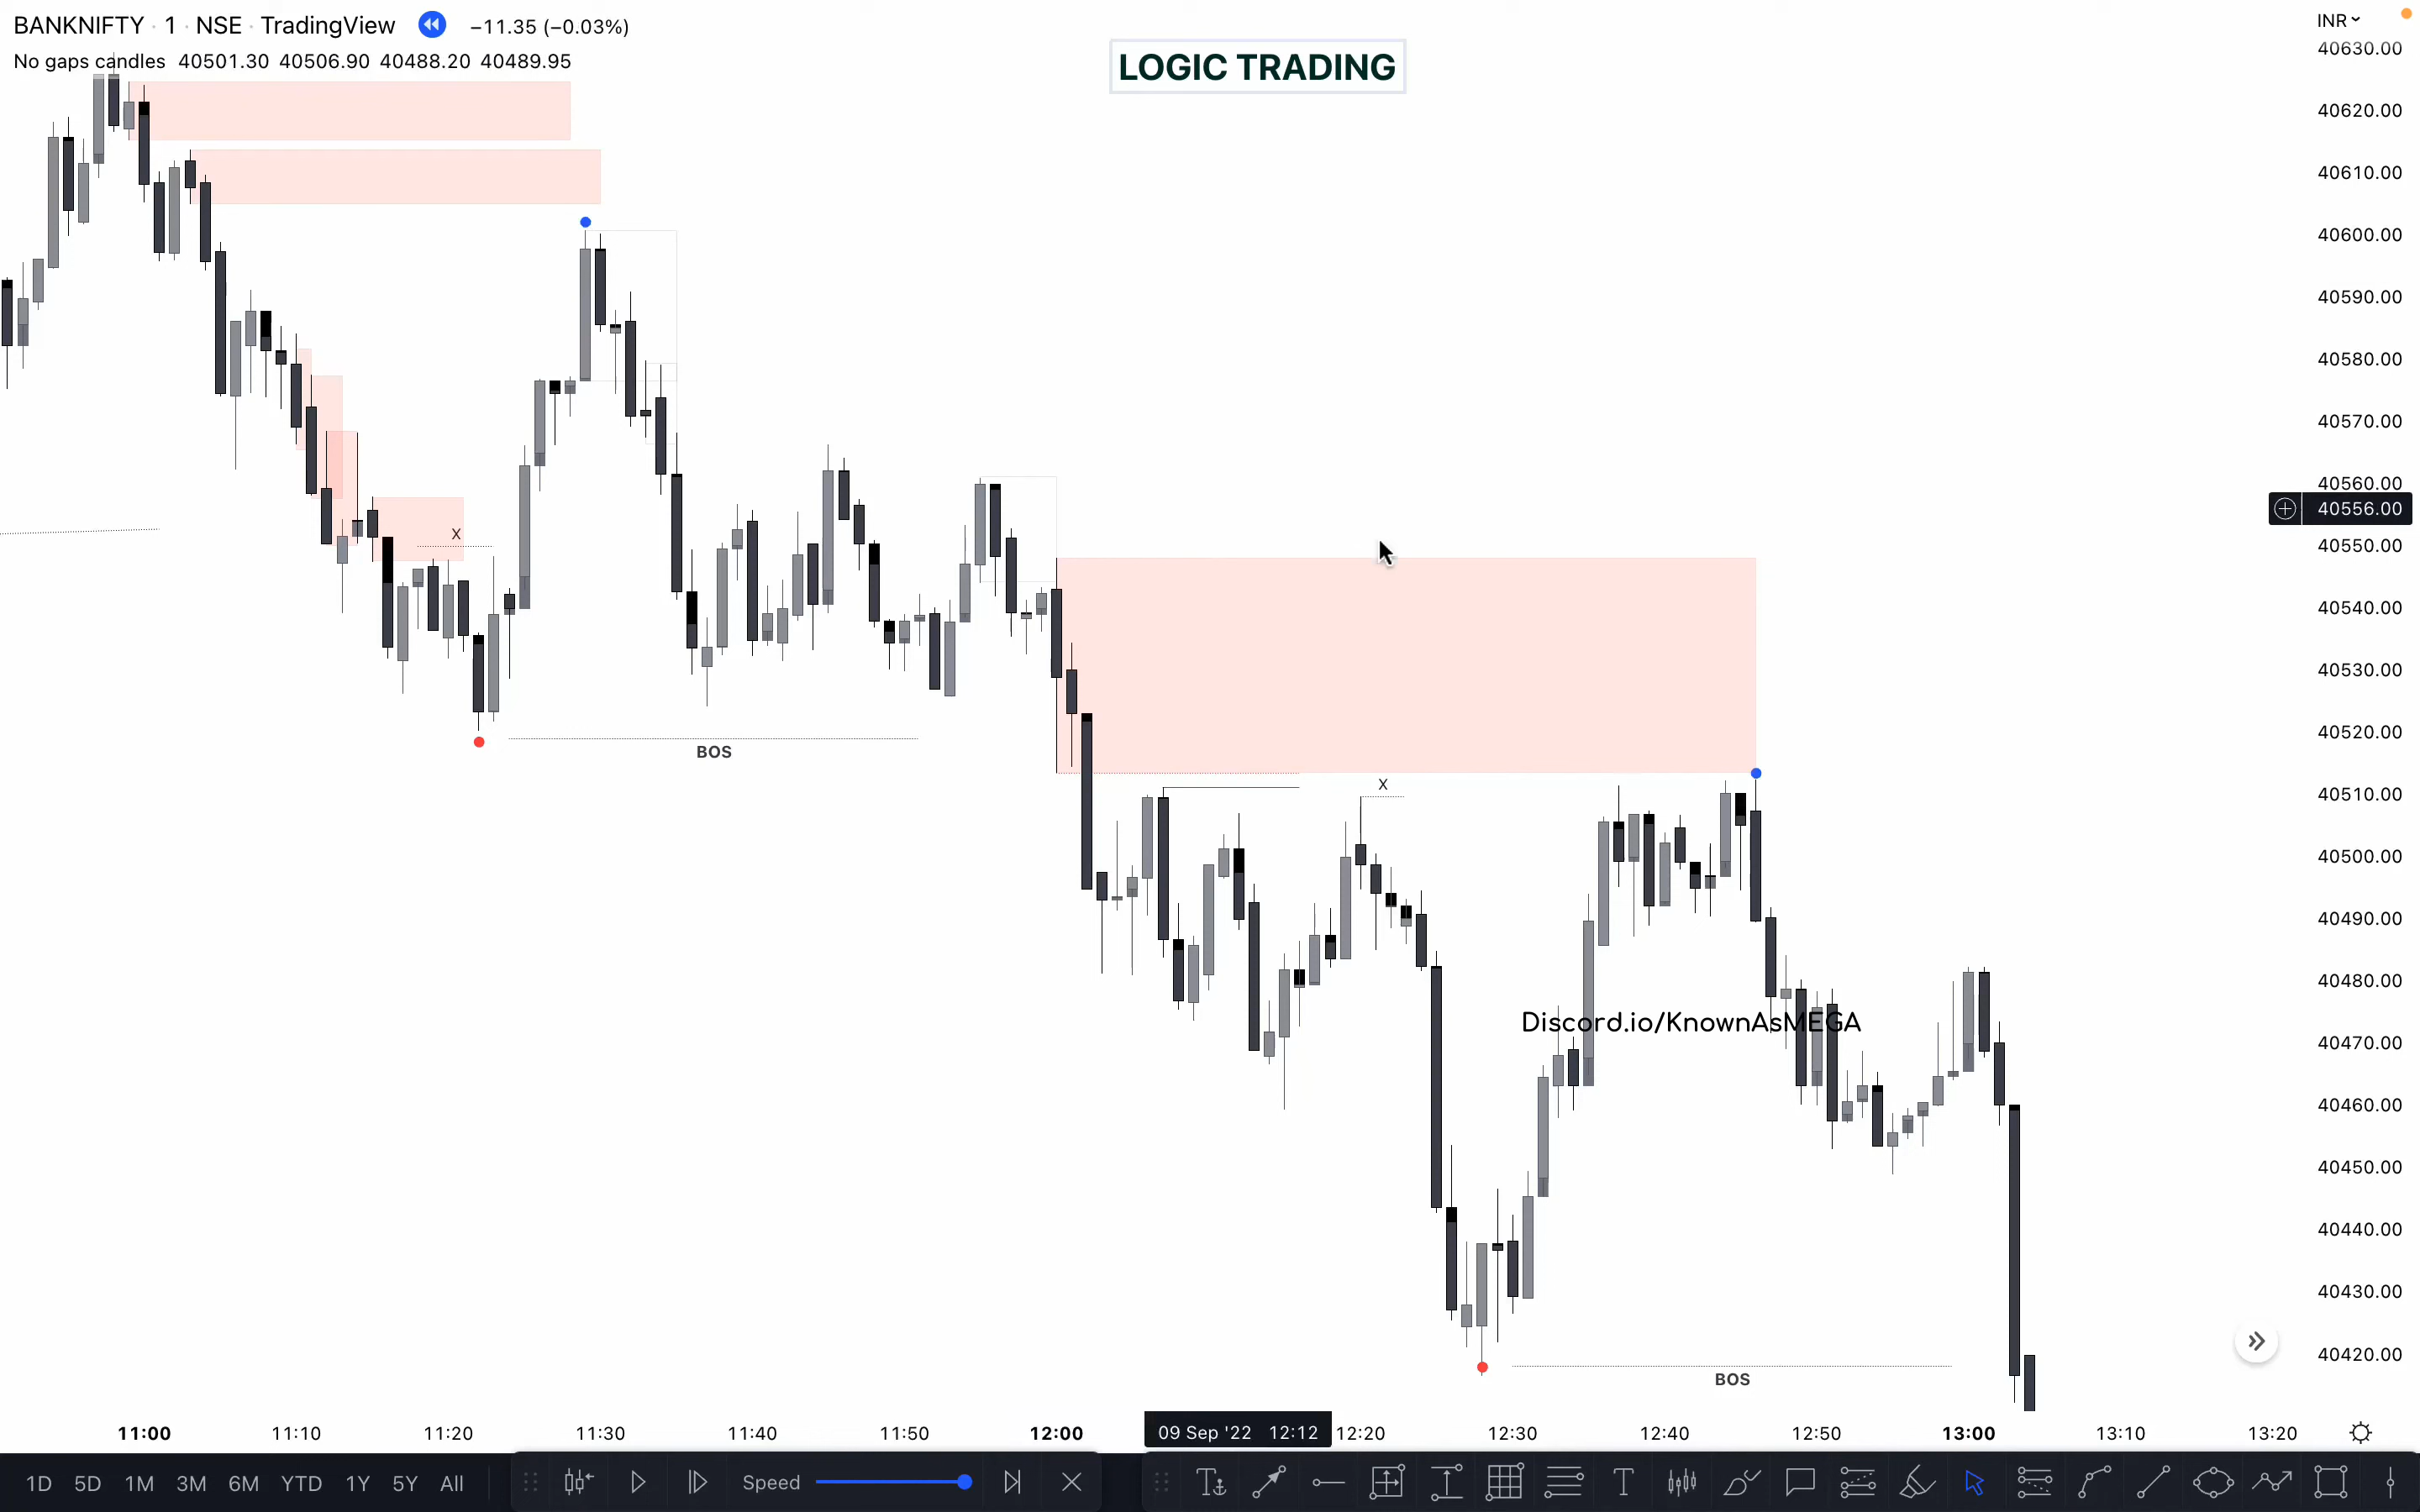 BANKNIFTY · 1 · NSE · TradingView −11.35 (−0.03%)
No gaps candles 40501.30 40506.90 40488.20 40489.95
LOGIC TRADING
INR
40630.00
40620.00
40610.00
40600.00
40590.00
40580.00
40570.00
40560.00
40556.00
40550.00
40540.00
40530.00
40520.00
40510.00
40500.00
40490.00
40480.00
40470.00
40460.00
40450.00
40440.00
40430.00
40420.00
X
BOS
X
Discord.io/KnownAsMEGA
BOS
11:00 11:10 11:20 11:30 11:40 11:50 12:00 09 Sep '22 12:12 12:20 12:30 12:40 12:50 13:00 13:10 13:20
1D 5D 1M 3M 6M YTD 1Y 5Y All Speed